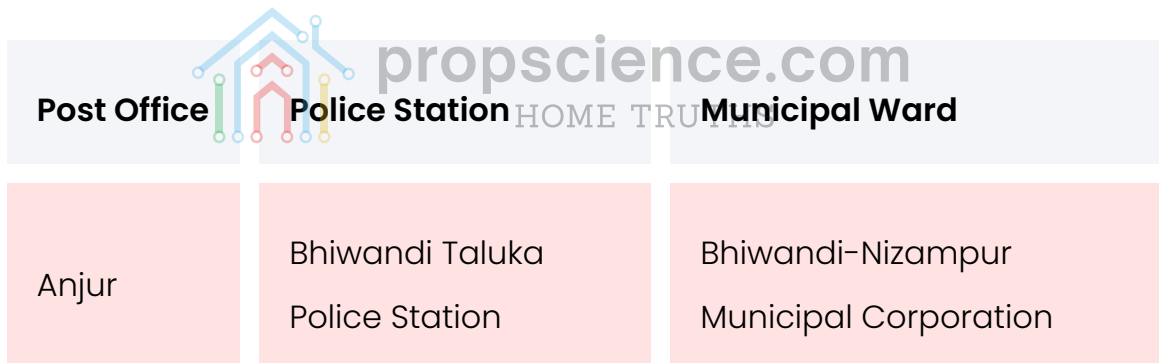 propscience.com
HOME TRUTHS
Post Office Police Station Municipal Ward
Anjur
Bhiwandi Taluka
Police Station
Bhiwandi-Nizampur
Municipal Corporation